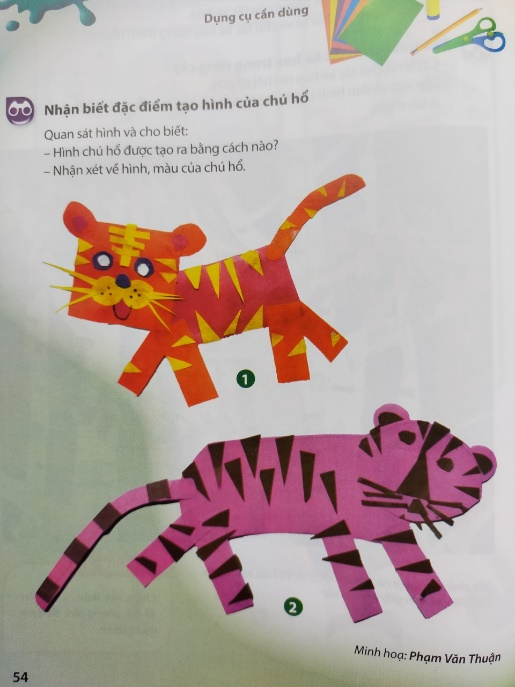 Dụng cụ cần dùng
Nhận biết đặc điểm tạo hình của chú hổ
Quan sát hình và cho biết:
– Hình chú hổ được tạo ra bằng cách nào?
– Nhận xét về hình, màu của chú hổ.
1
2
Minh hoạ: Phạm Văn Thuận
54